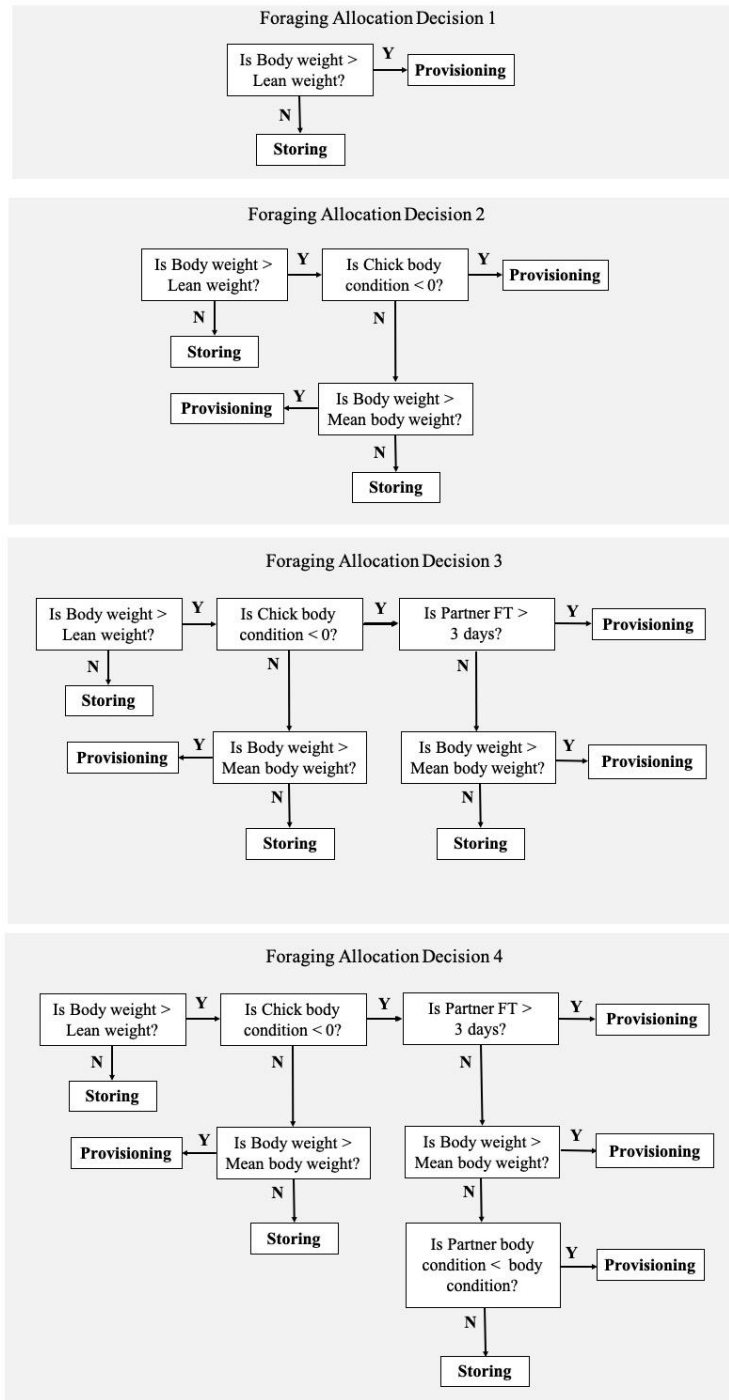 Foraging Allocation Decision 1
Is Body weight >
Lean weight?
Y
Provisioning
N
Storing
Foraging Allocation Decision 2
Is Body weight >
Lean weight?
Y
Is Chick body
condition < 0?
Y
Provisioning
N
Storing
N
Provisioning
Y
Is Body weight >
Mean body weight?
N
Storing
Foraging Allocation Decision 3
Is Body weight >
Lean weight?
Y
Is Chick body
condition < 0?
Y
Is Partner FT >
3 days?
Y
Provisioning
N
Storing
N
N
Provisioning
Y
Is Body weight >
Mean body weight?
Is Body weight >
Mean body weight?
Y
Provisioning
N
Storing
N
Storing
Foraging Allocation Decision 4
Is Body weight >
Lean weight?
Y
Is Chick body
condition < 0?
Y
Is Partner FT >
3 days?
Y
Provisioning
N
Storing
N
N
Provisioning
Y
Is Body weight >
Mean body weight?
Is Body weight >
Mean body weight?
Y
Provisioning
N
Storing
N
Is Partner body
condition < body
condition?
Y
Provisioning
N
Storing